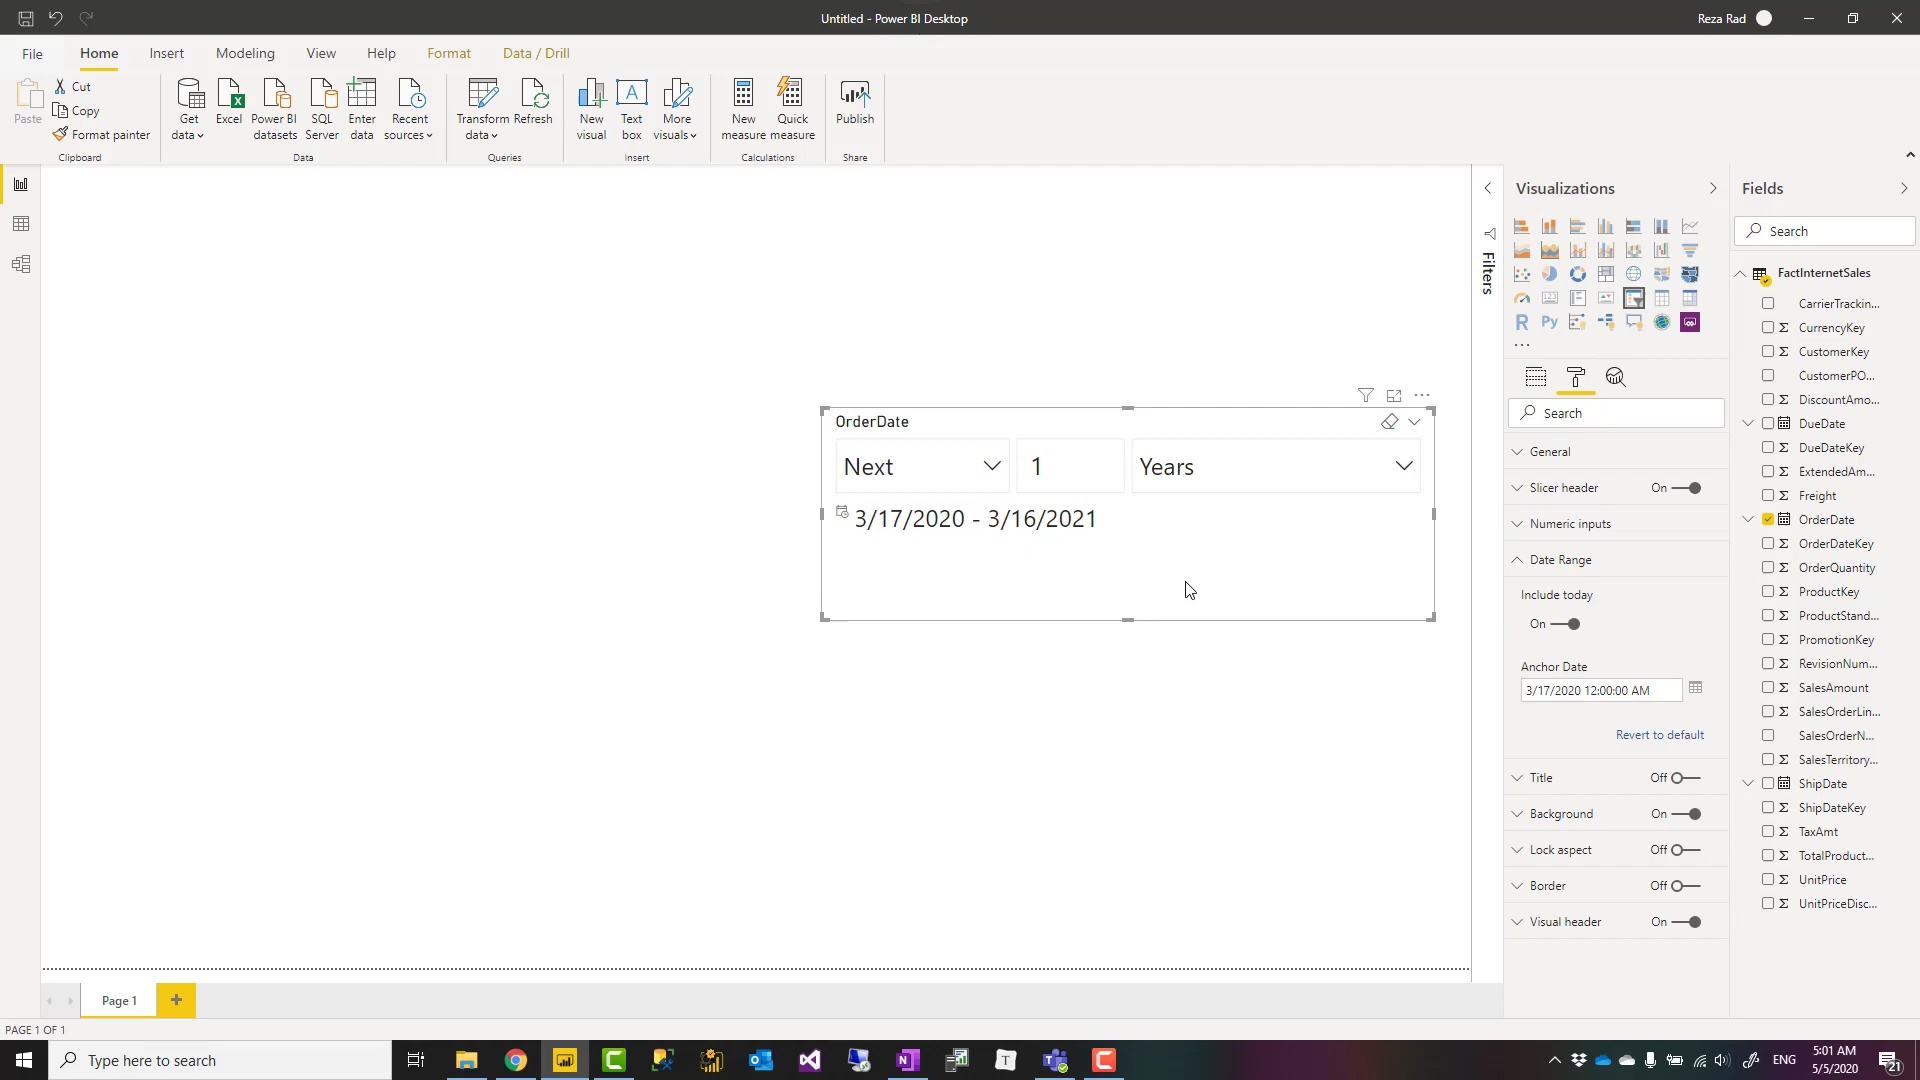 Untitled - Power BI Desktop
Reza Rad
File
Home
Insert
Modeling
View
Help
Format
Data / Drill
Paste
Cut
Copy
Format painter
Clipboard
Get data
Excel
Power BI datasets
SQL Server
Enter data
Recent sources
Data
Transform data
Refresh
Queries
New visual
Text box
More visuals
Insert
New measure
Quick measure
Calculations
Publish
Share
OrderDate
Next
1
Years
3/17/2020 - 3/16/2021
Filters
Visualizations
R
Py
Search
General
Slicer header
On
Numeric inputs
Date Range
Include today
On
Anchor Date
3/17/2020 12:00:00 AM
Revert to default
Title
Off
Background
On
Lock aspect
Off
Border
Off
Visual header
On
Fields
Search
FactInternetSales
CarrierTrackin...
CurrencyKey
CustomerKey
CustomerPO...
DiscountAmo...
DueDate
DueDateKey
ExtendedAm...
Freight
OrderDate
OrderDateKey
OrderQuantity
ProductKey
ProductStand...
PromotionKey
RevisionNum...
SalesAmount
SalesOrderLin...
SalesOrderN...
SalesTerritory...
ShipDate
ShipDateKey
TaxAmt
TotalProduct...
UnitPrice
UnitPriceDisc...
Page 1
PAGE 1 OF 1
Type here to search
ENG
5:01 AM
5/5/2020
21